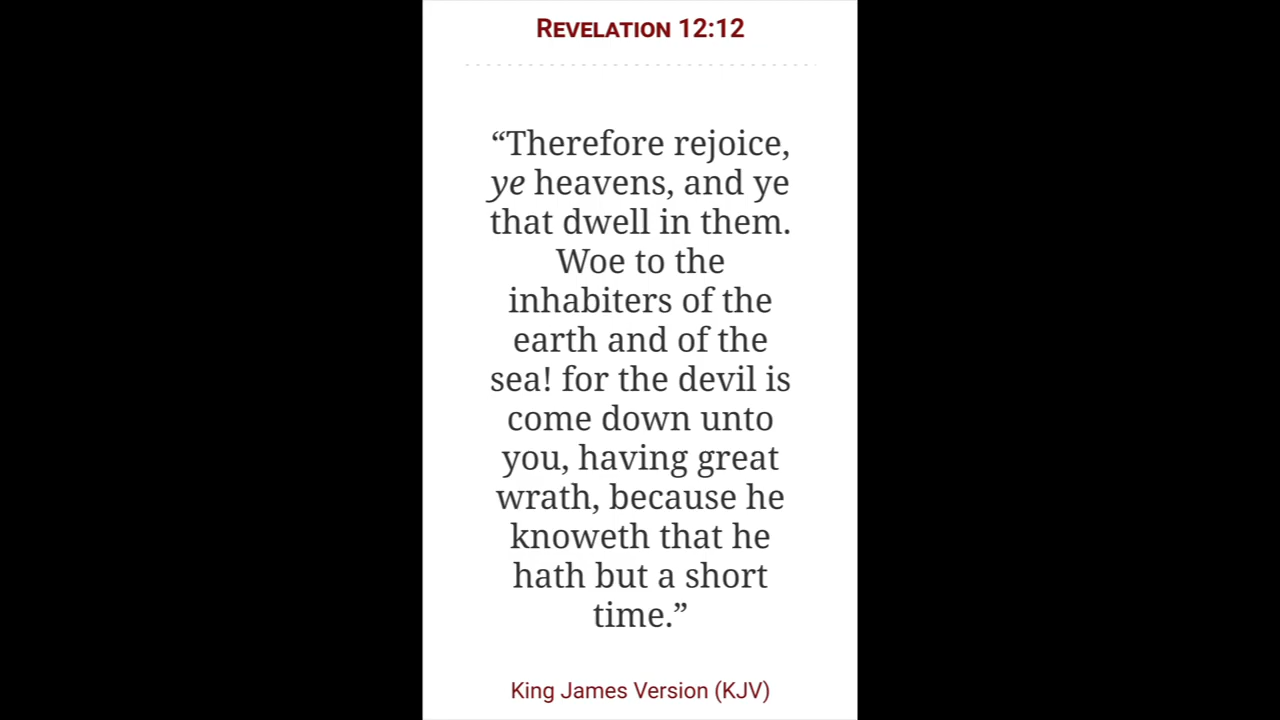 Revelation 12:12
“Therefore rejoice,
ye heavens, and ye
that dwell in them.
Woe to the
inhabiters of the
earth and of the
sea! for the devil is
come down unto
you, having great
wrath, because he
knoweth that he
hath but a short
time.”
King James Version (KJV)